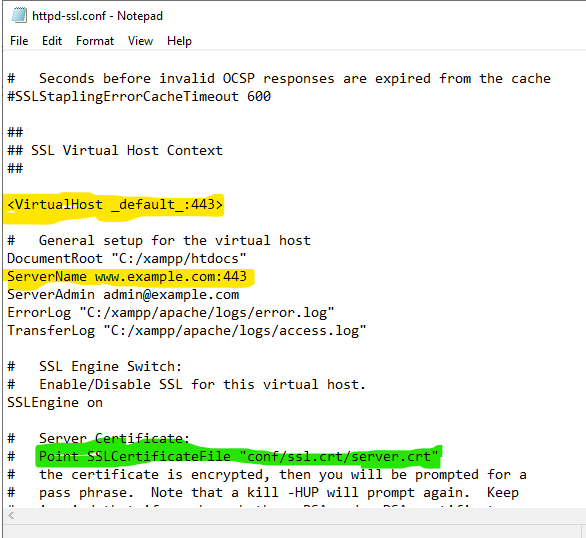 httpd-ssl.conf - Notepad
File Edit Format View Help
#   Seconds before invalid OCSP responses are expired from the cache
#SSLStaplingErrorCacheTimeout 600
##
## SSL Virtual Host Context
##
<VirtualHost _default_:443>
#   General setup for the virtual host
DocumentRoot "C:/xampp/htdocs"
ServerName www.example.com:443
ServerAdmin admin@example.com
ErrorLog "C:/xampp/apache/logs/error.log"
TransferLog "C:/xampp/apache/logs/access.log"
#   SSL Engine Switch:
#   Enable/Disable SSL for this virtual host.
SSLEngine on
#   Server Certificate:
#   Point SSLCertificateFile "conf/ssl.crt/server.crt"
#   the certificate is encrypted, then you will be prompted for a
#   pass phrase.  Note that a kill -HUP will prompt again.  Keep